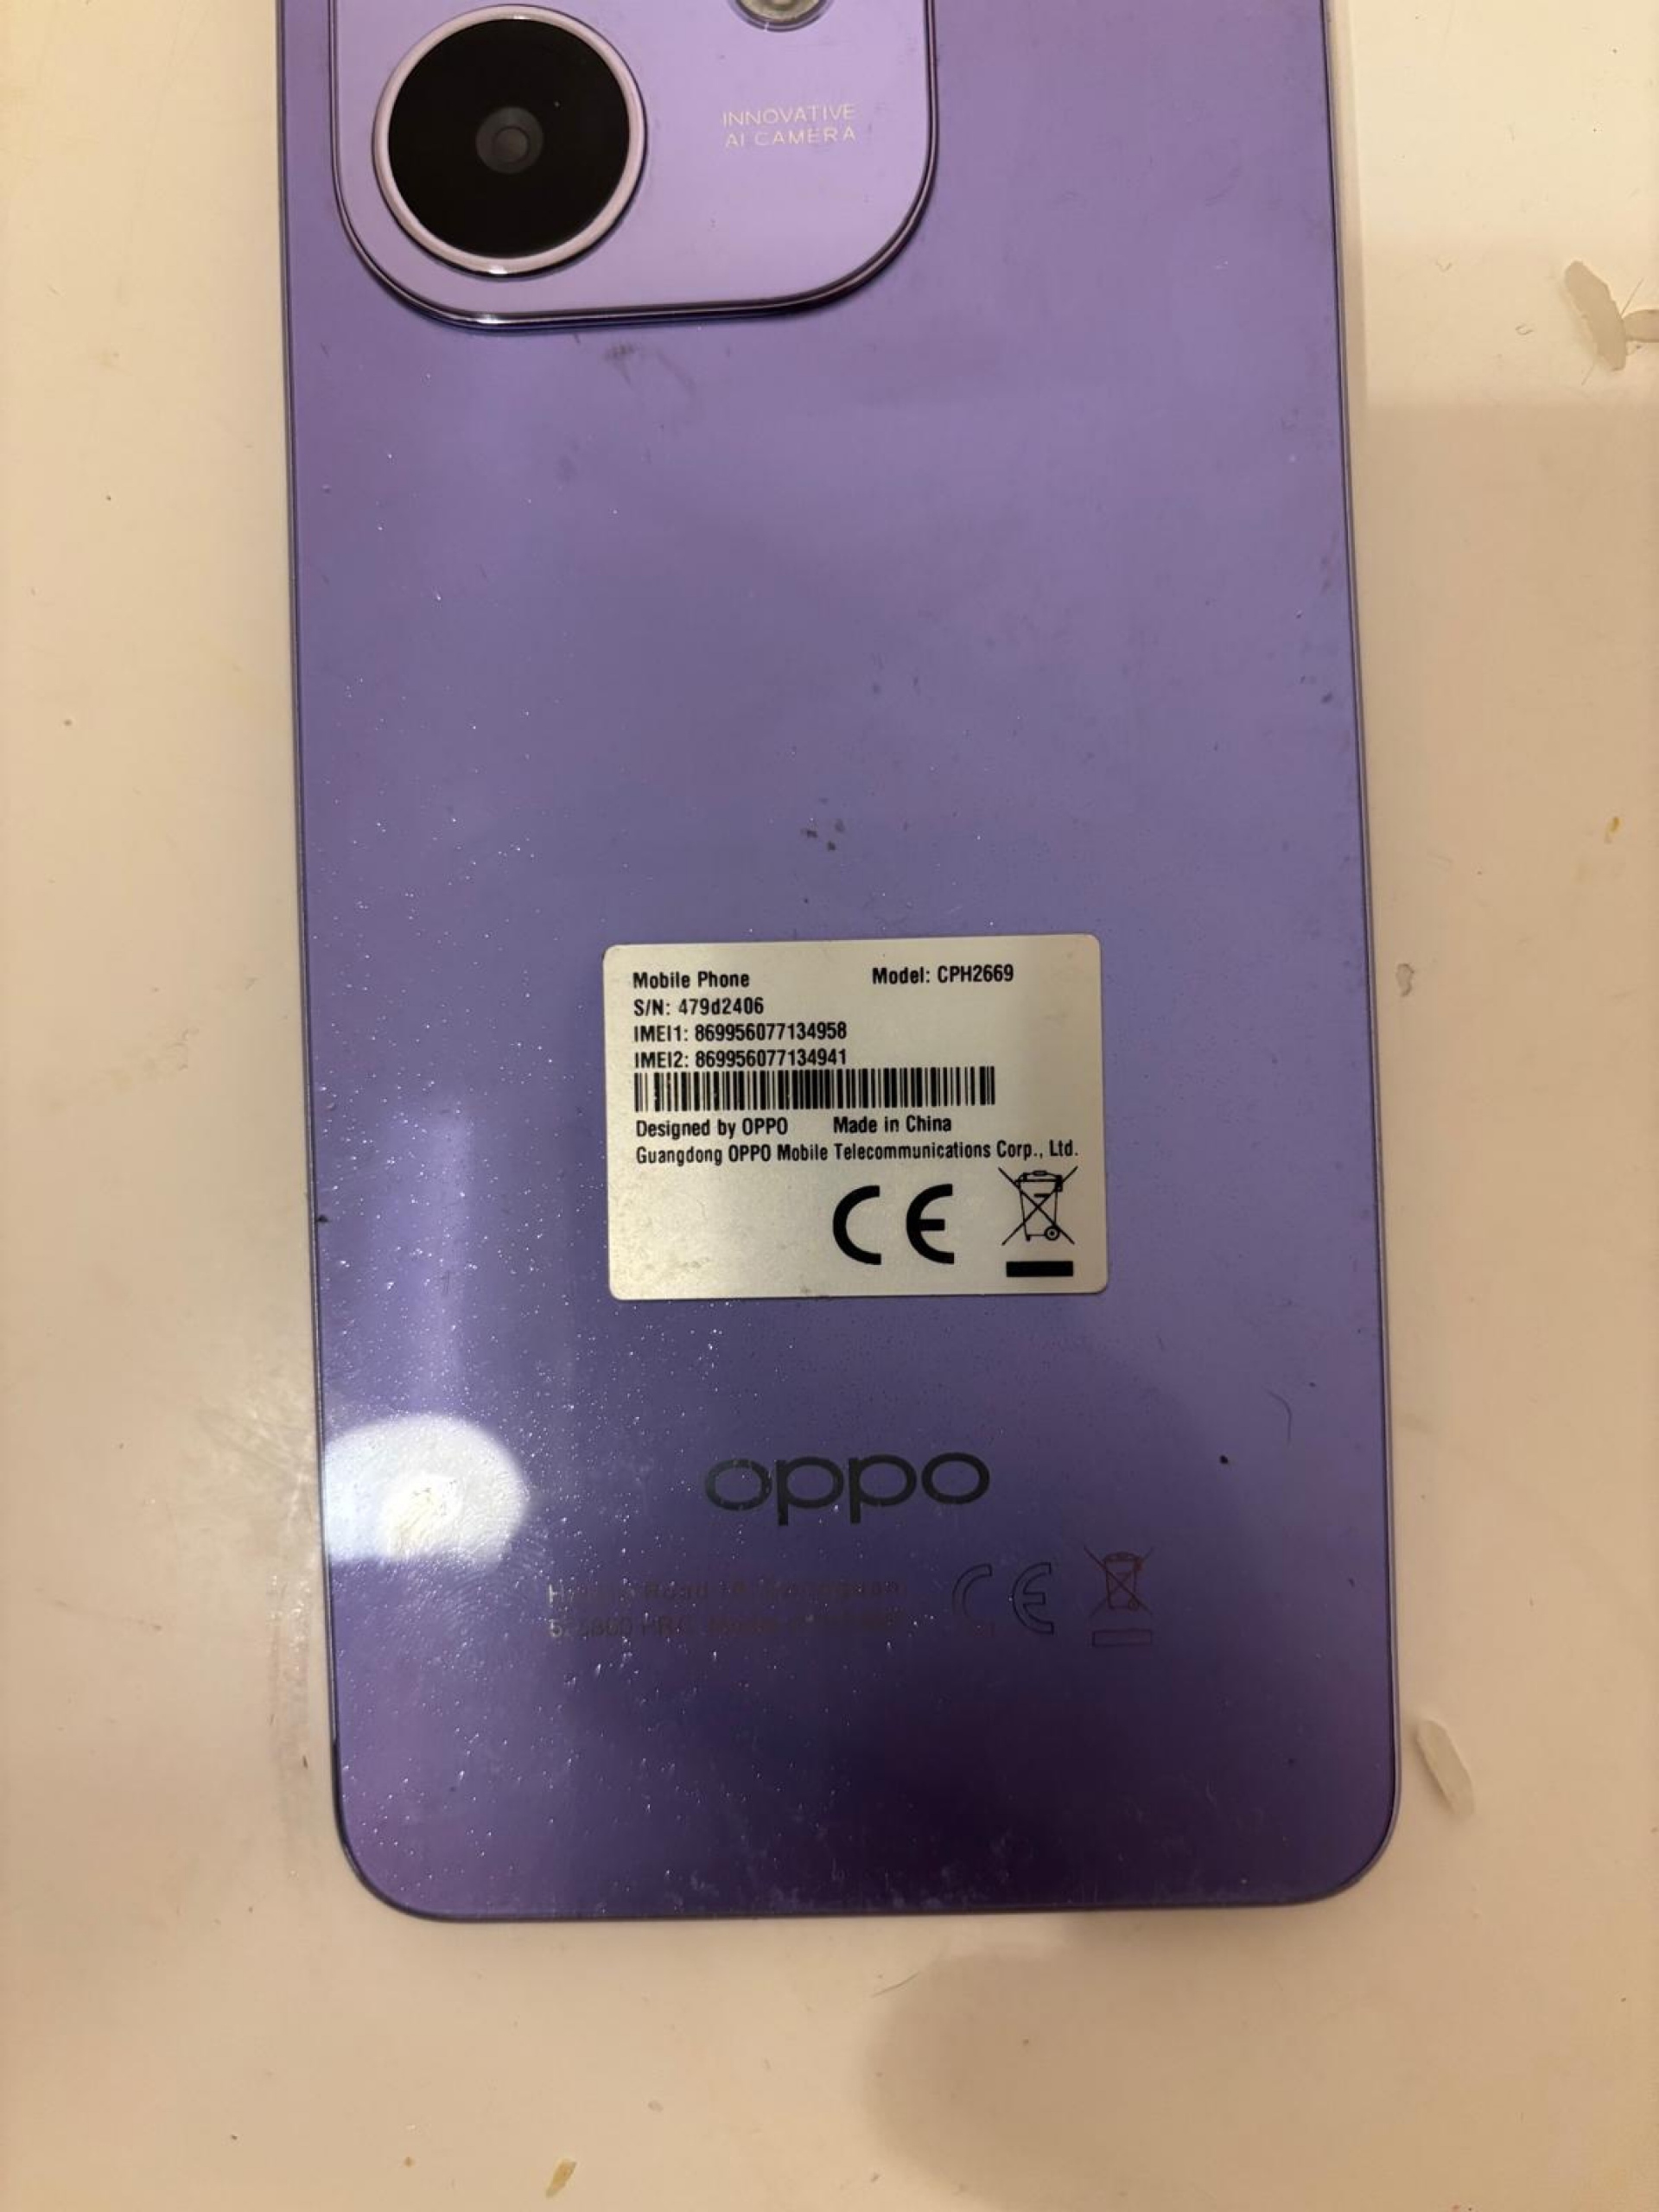 INNOVATIVE
AI CAMERA
Mobile Phone Model: CPH2669
S/N: 479d2406
IMEI1: 869956077134958
IMEI2: 869956077134941
Designed by OPPO Made in China
Guangdong OPPO Mobile Telecommunications Corp., Ltd.
CE
oppo
Road
CE